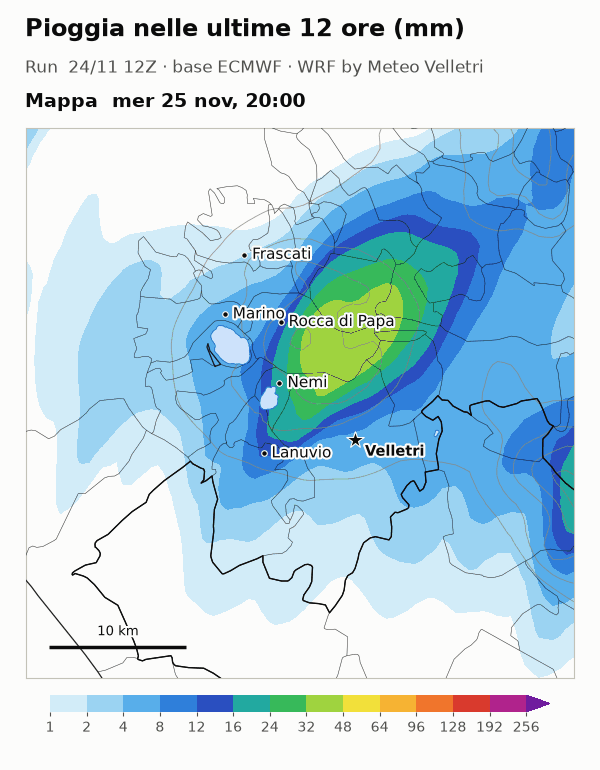 Pioggia nelle ultime 12 ore (mm)
Run  24/11 12Z · base ECMWF · WRF by Meteo Velletri
Mappa  mer 25 nov, 20:00
Frascati
Marino
Rocca di Papa
Nemi
Velletri
Lanuvio
10 km
1 2 4 8 12 16 24 32 48 64 96 128 192 256